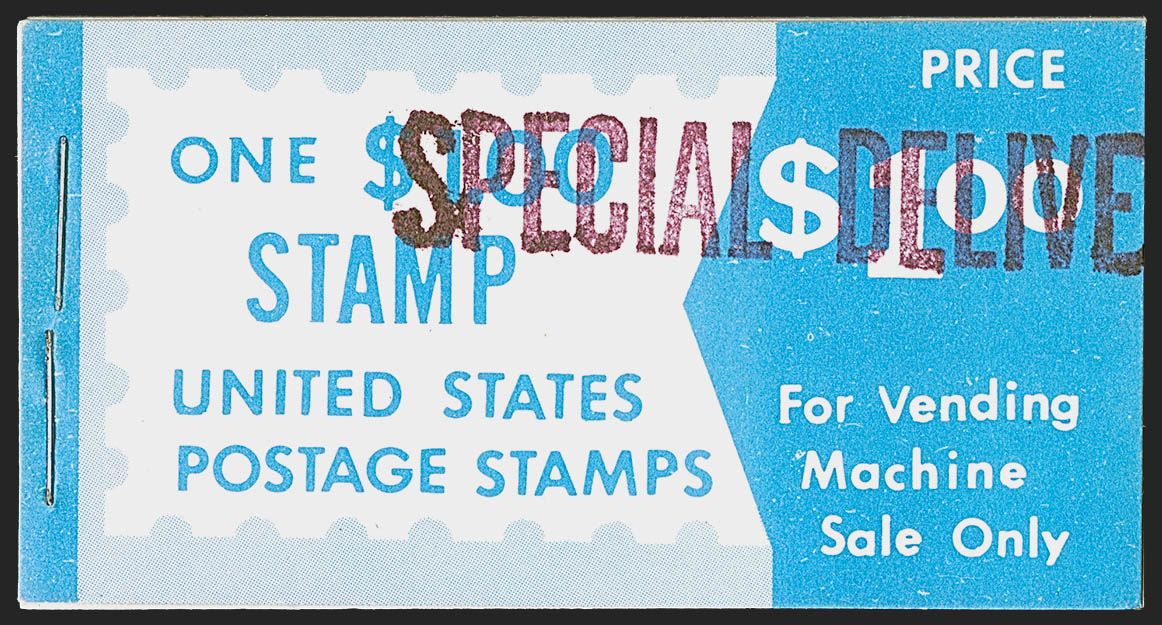 PRICE
ONE $1.00
$1.00
SPECIAL DELIVE
STAMP
UNITED STATES
POSTAGE STAMPS
For Vending
Machine
Sale Only